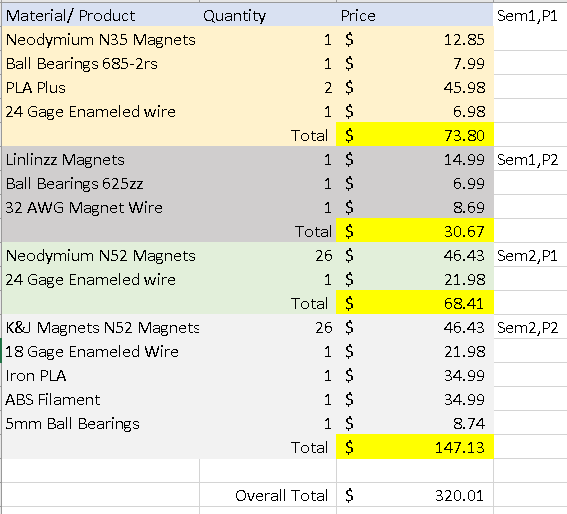 Material/ Product Quantity Price Sem1,P1
Neodymium N35 Magnets 1 $ 12.85
Ball Bearings 685-2rs 1 $ 7.99
PLA Plus 2 $ 45.98
24 Gage Enameled wire 1 $ 6.98
Total $ 73.80
Linlinzz Magnets 1 $ 14.99 Sem1,P2
Ball Bearings 625zz 1 $ 6.99
32 AWG Magnet Wire 1 $ 8.69
Total $ 30.67
Neodymium N52 Magnets 26 $ 46.43 Sem2,P1
24 Gage Enameled wire 1 $ 21.98
Total $ 68.41
K&J Magnets N52 Magnets 26 $ 46.43 Sem2,P2
18 Gage Enameled Wire 1 $ 21.98
Iron PLA 1 $ 34.99
ABS Filament 1 $ 34.99
5mm Ball Bearings 1 $ 8.74
Total $ 147.13
Overall Total $ 320.01